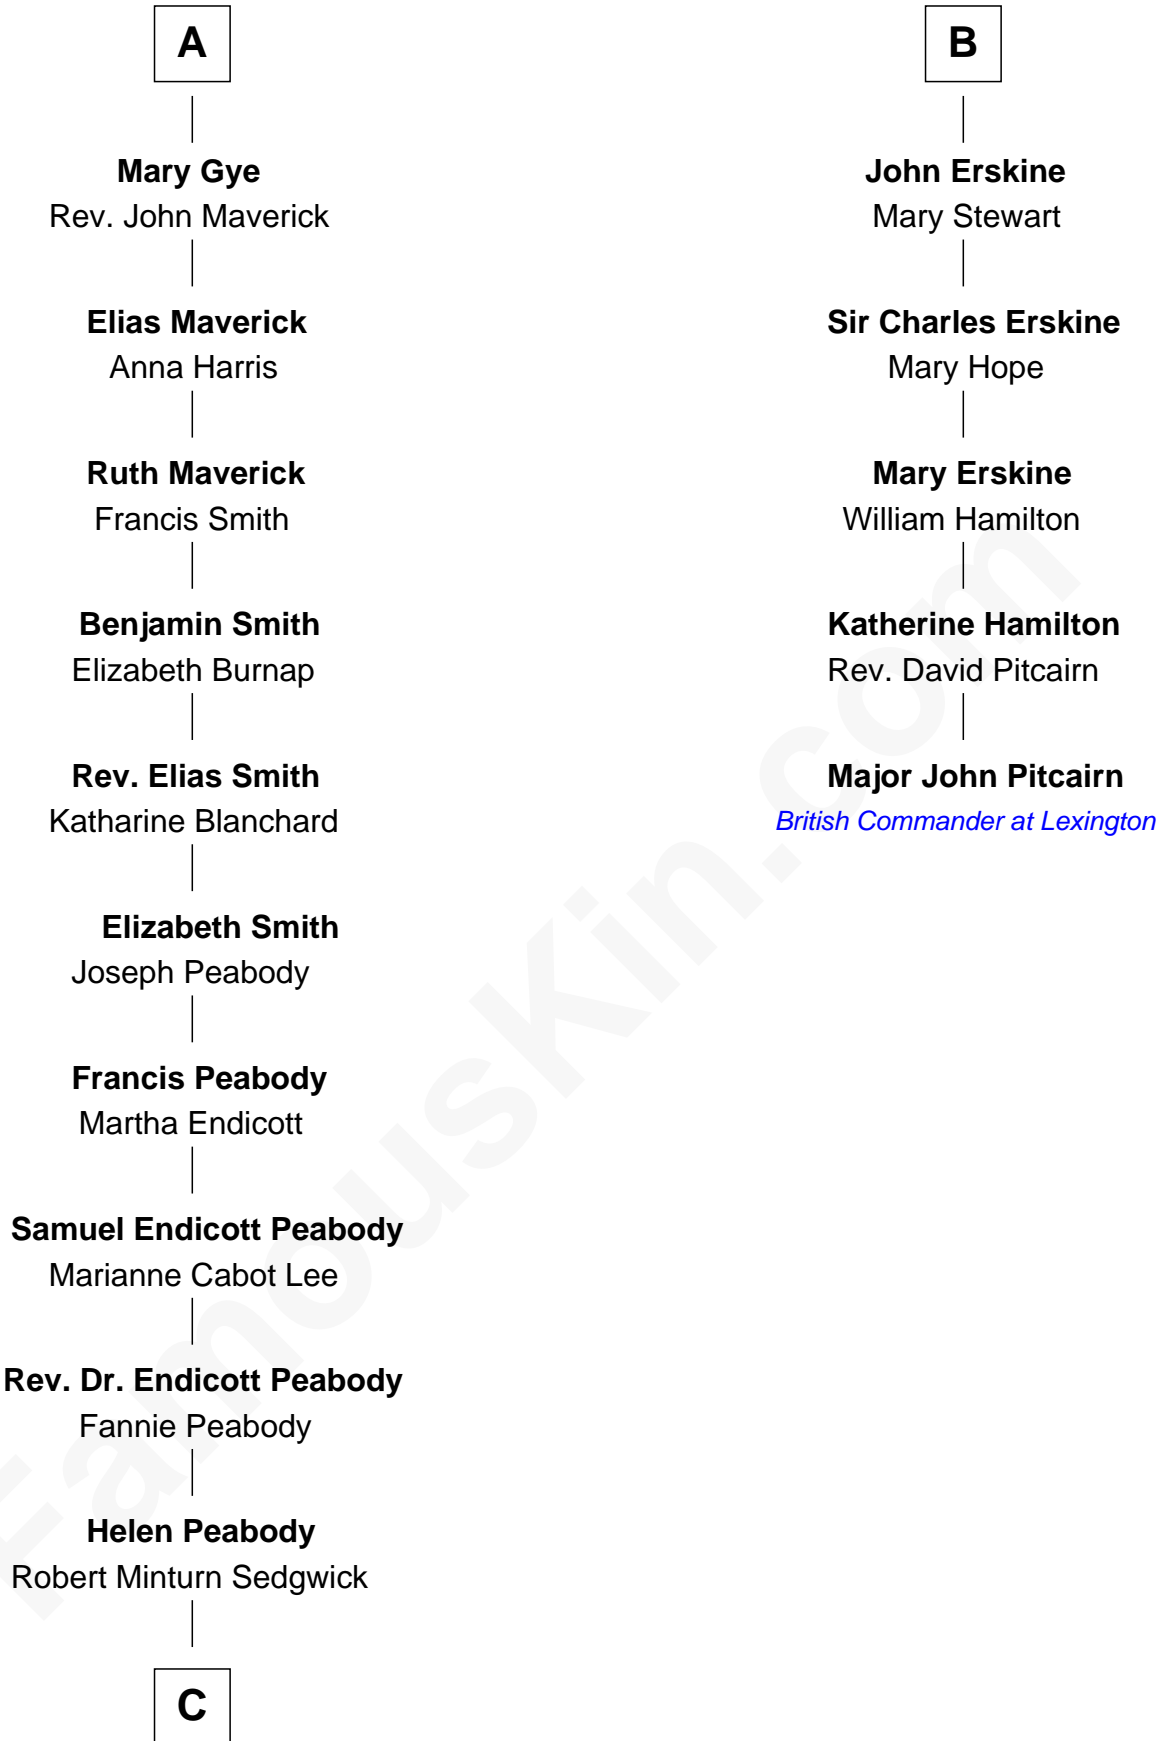 A
Mary Gye
Rev. John Maverick
Elias Maverick
Anna Harris
Ruth Maverick
Francis Smith
Benjamin Smith
Elizabeth Burnap
Rev. Elias Smith
Katharine Blanchard
Elizabeth Smith
Joseph Peabody
Francis Peabody
Martha Endicott
Samuel Endicott Peabody
Marianne Cabot Lee
Rev. Dr. Endicott Peabody
Fannie Peabody
Helen Peabody
Robert Minturn Sedgwick
C
B
John Erskine
Mary Stewart
Sir Charles Erskine
Mary Hope
Mary Erskine
William Hamilton
Katherine Hamilton
Rev. David Pitcairn
Major John Pitcairn
British Commander at Lexington
FamousKin.com